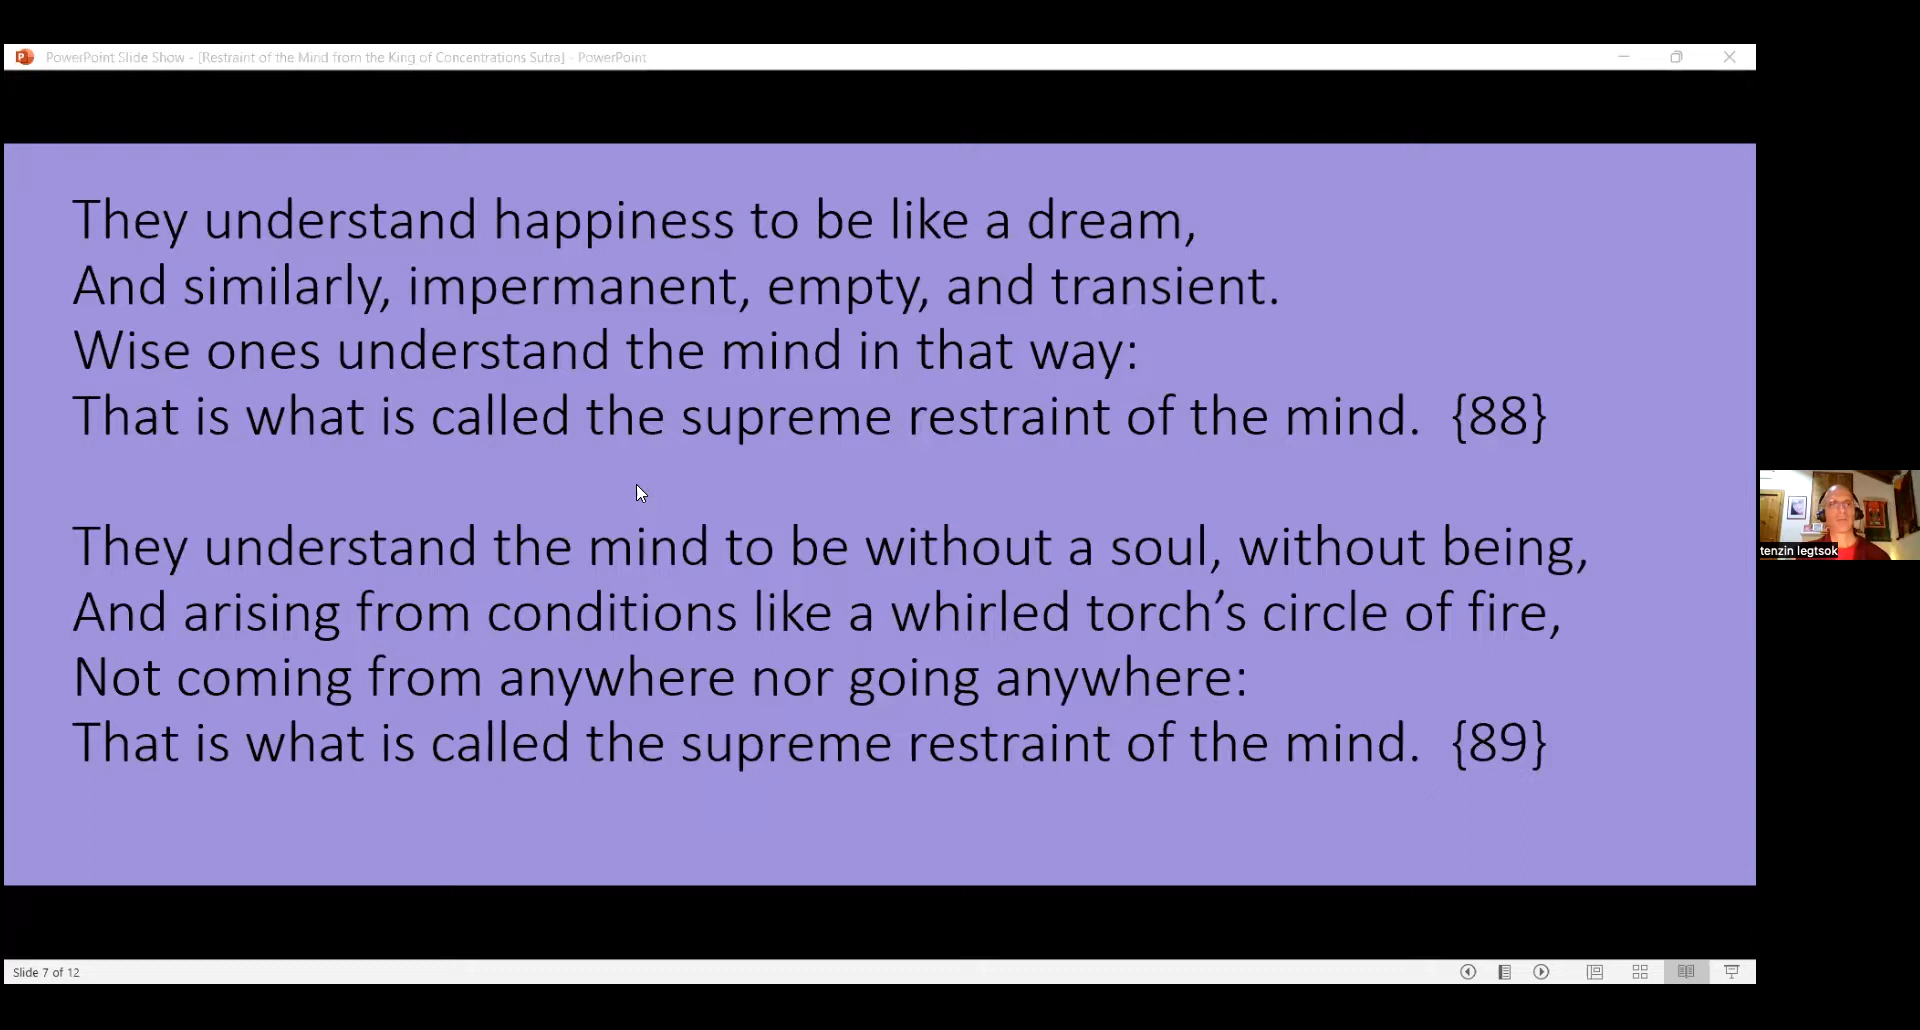 PowerPoint Slide Show - [Restraint of the Mind from the King of Concentrations Sutra] - PowerPoint
They understand happiness to be like a dream,
And similarly, impermanent, empty, and transient.
Wise ones understand the mind in that way:
That is what is called the supreme restraint of the mind. {88}
They understand the mind to be without a soul, without being,
And arising from conditions like a whirled torch’s circle of fire,
Not coming from anywhere nor going anywhere:
That is what is called the supreme restraint of the mind. {89}
tenzin legtsok
Slide 7 of 12